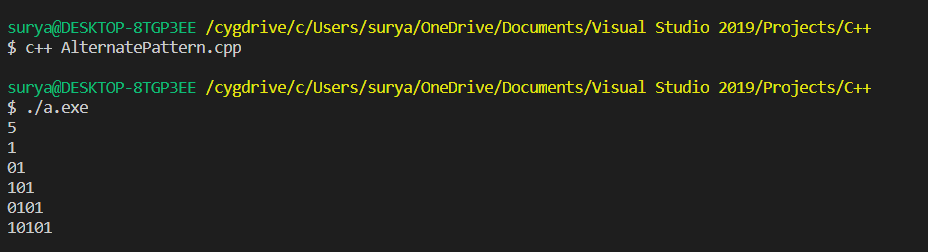 surya@DESKTOP-8TGP3EE /cygdrive/c/Users/surya/OneDrive/Documents/Visual Studio 2019/Projects/C++
$ c++ AlternatePattern.cpp
surya@DESKTOP-8TGP3EE /cygdrive/c/Users/surya/OneDrive/Documents/Visual Studio 2019/Projects/C++
$ ./a.exe
5
1
01
101
0101
10101